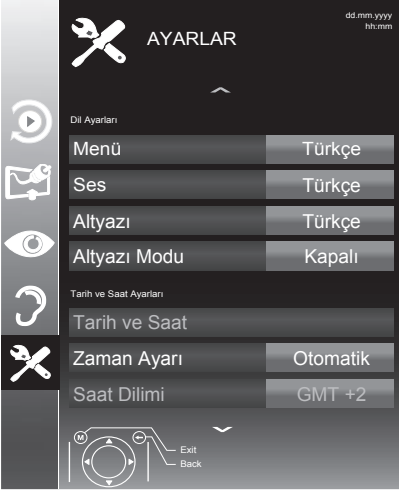 AYARLAR
dd.mm.yyyy
hh:mm
Dil Ayarları
Menü Türkçe
Ses Türkçe
Altyazı Türkçe
Altyazı Modu Kapalı
Tarih ve Saat Ayarları
Tarih ve Saat
Zaman Ayarı Otomatik
Saat Dilimi GMT +2
M
Exit
Back